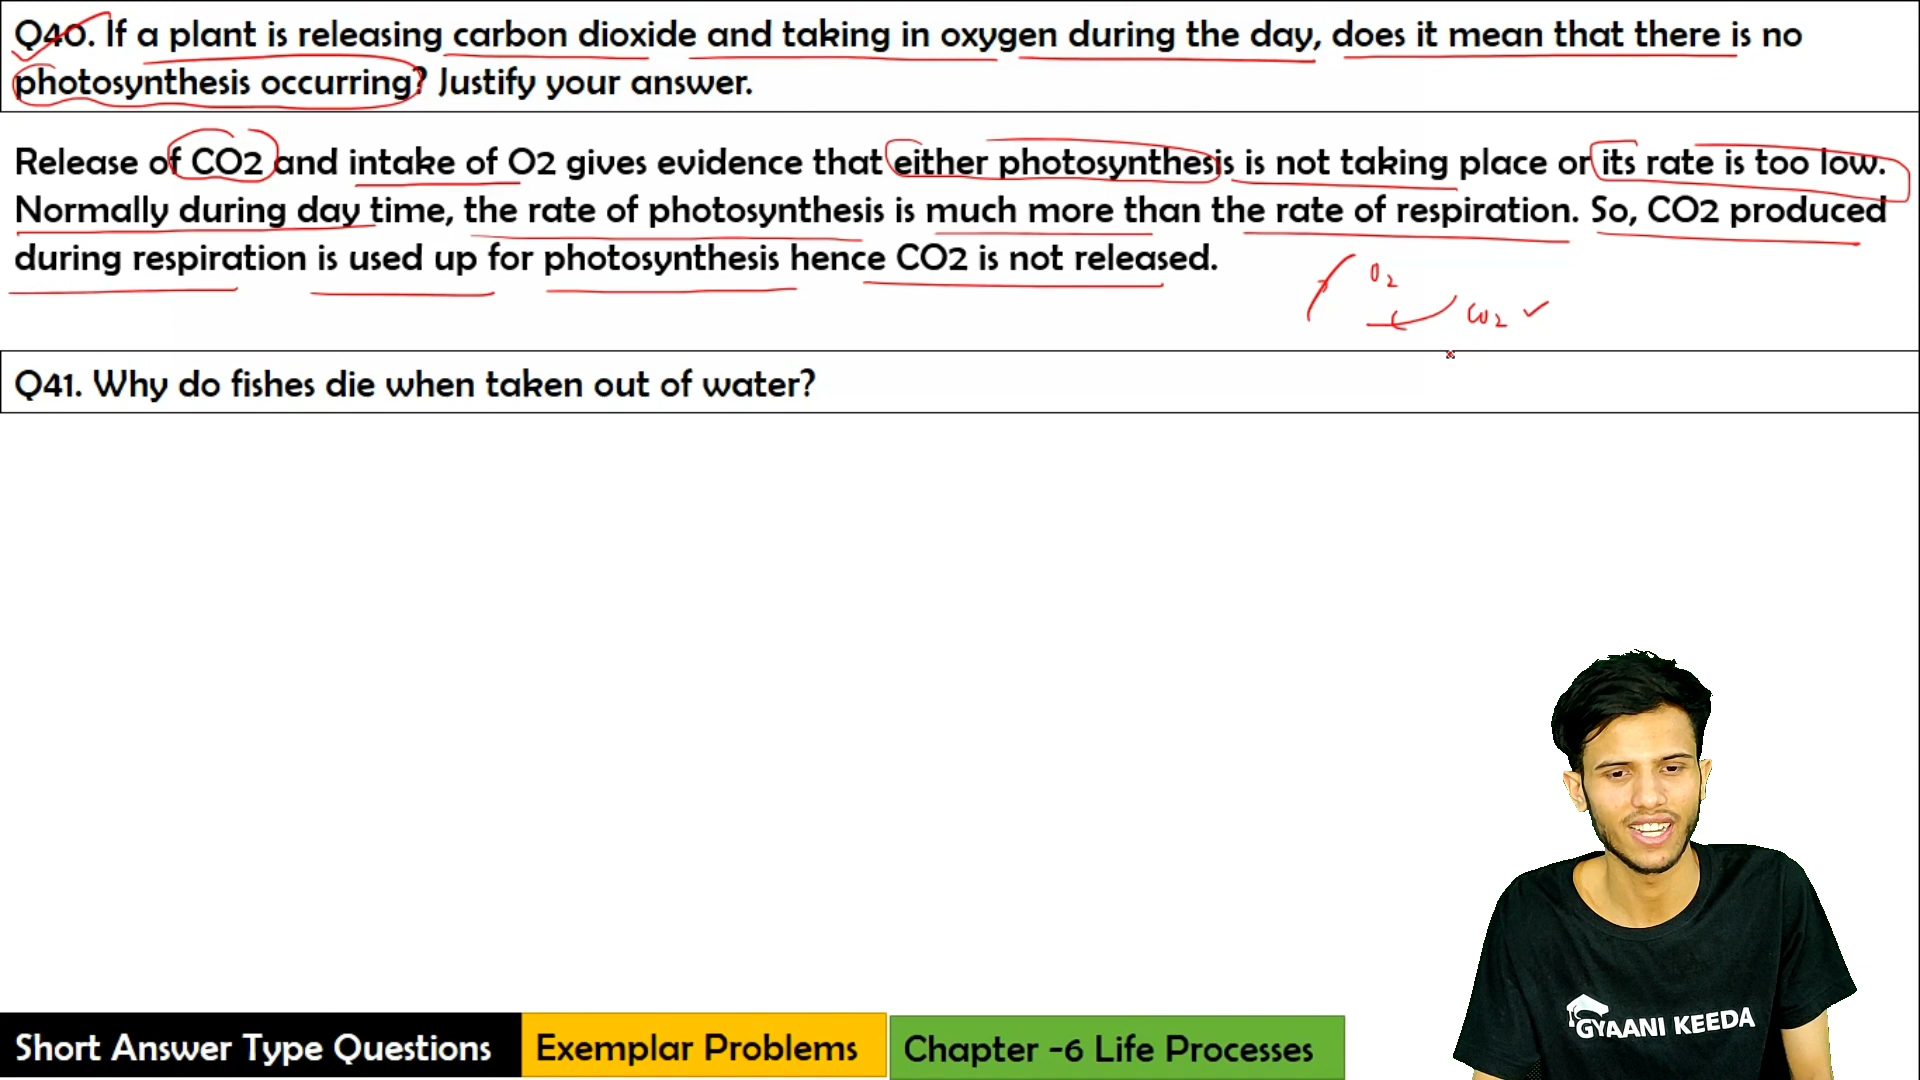 Q40. If a plant is releasing carbon dioxide and taking in oxygen during the day, does it mean that there is no
photosynthesis occurring? Justify your answer.
Release of CO2 and intake of O2 gives evidence that either photosynthesis is not taking place or its rate is too low.
Normally during day time, the rate of photosynthesis is much more than the rate of respiration. So, CO2 produced
during respiration is used up for photosynthesis hence CO2 is not released.
O2
CO2 ✓
Q41. Why do fishes die when taken out of water?
GYAANI KEEDA
Short Answer Type Questions
Exemplar Problems
Chapter -6 Life Processes